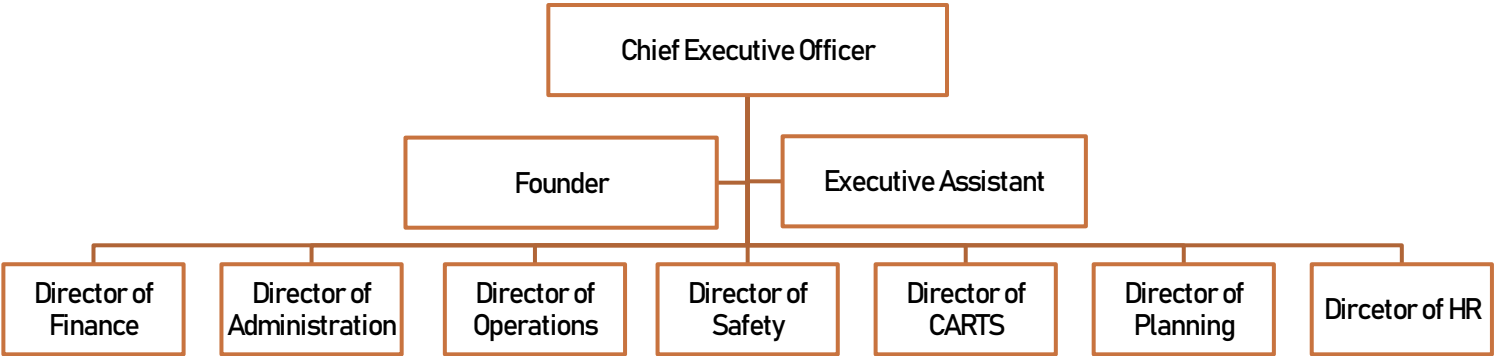 Chief Executive Officer
Founder
Executive Assistant
Director of
Finance
Director of
Administration
Director of
Operations
Director of
Safety
Director of
CARTS
Director of
Planning
Dircetor of HR